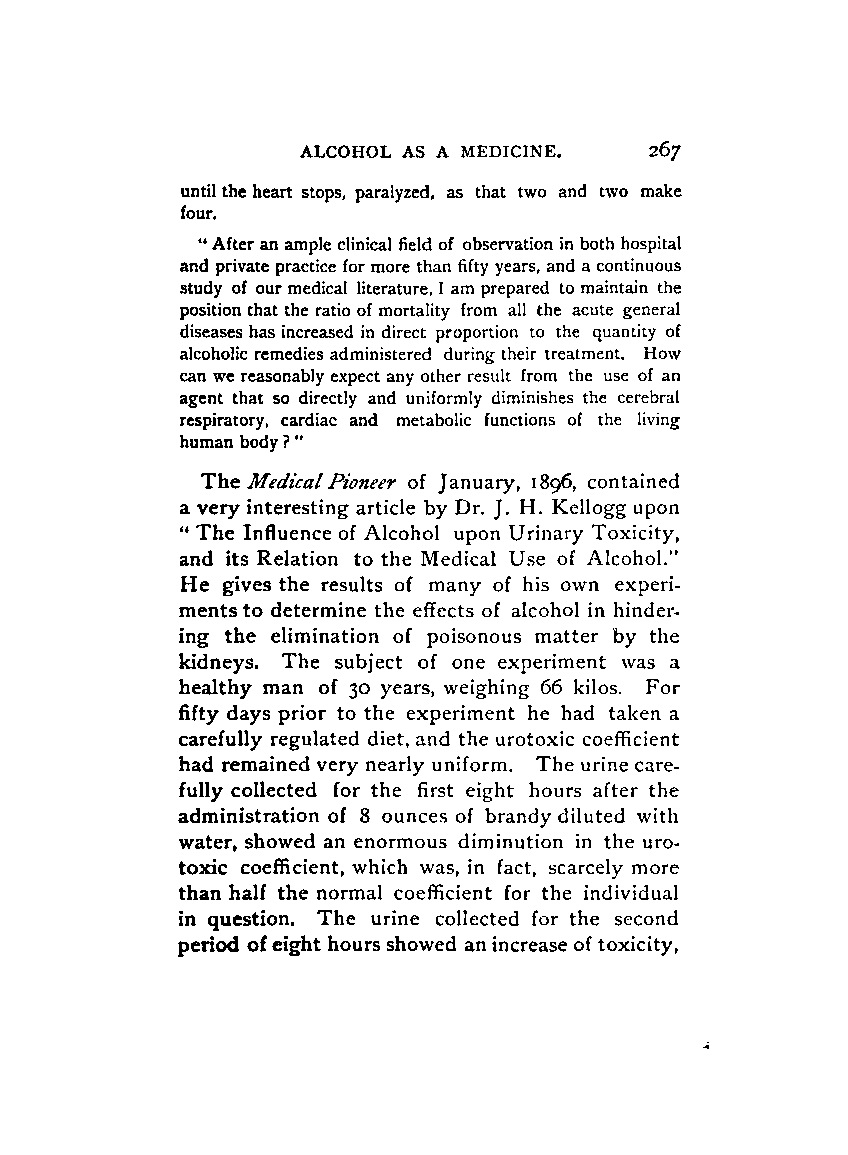 ALCOHOL AS A MEDICINE. 267
until the heart stops, paralyzed, as that two and two make
four.
“ After an ample clinical field of observation in both hospital
and private practice for more than fifty years, and a continuous
study of our medical literature, I am prepared to maintain the
position that the ratio of mortality from all the acute general
diseases has increased in direct proportion to the quantity of
alcoholic remedies administered during their treatment. How
can we reasonably expect any other result from the use of an
agent that so directly and uniformly diminishes the cerebral
respiratory, cardiac and metabolic functions of the living
human body ? ”
The Medical Pioneer of January, 1896, contained
a very interesting article by Dr. J. H. Kellogg upon
“ The Influence of Alcohol upon Urinary Toxicity,
and its Relation to the Medical Use of Alcohol.”
He gives the results of many of his own experi-
ments to determine the effects of alcohol in hinder-
ing the elimination of poisonous matter by the
kidneys. The subject of one experiment was a
healthy man of 30 years, weighing 66 kilos. For
fifty days prior to the experiment he had taken a
carefully regulated diet, and the urotoxic coefficient
had remained very nearly uniform. The urine care-
fully collected for the first eight hours after the
administration of 8 ounces of brandy diluted with
water, showed an enormous diminution in the uro-
toxic coefficient, which was, in fact, scarcely more
than half the normal coefficient for the individual
in question. The urine collected for the second
period of eight hours showed an increase of toxicity,